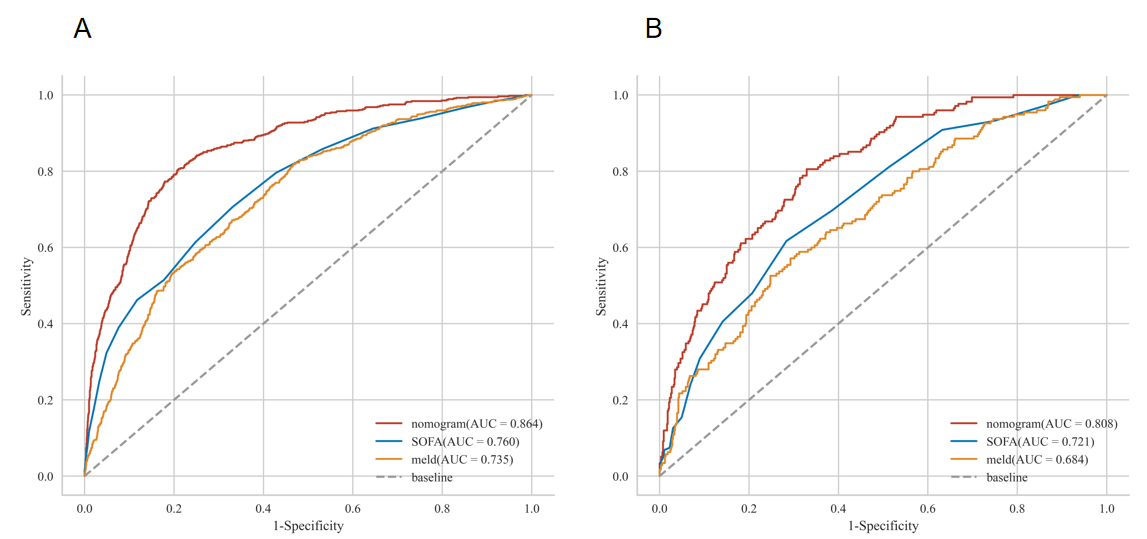 A
1.0
0.8
0.6
0.4
0.2
0.0
Sensitivity
nomogram(AUC = 0.864)
SOFA(AUC = 0.760)
meld(AUC = 0.735)
baseline
0.0 0.2 0.4 0.6 0.8 1.0
1-Specificity
B
1.0
0.8
0.6
0.4
0.2
0.0
Sensitivity
nomogram(AUC = 0.808)
SOFA(AUC = 0.721)
meld(AUC = 0.684)
baseline
0.0 0.2 0.4 0.6 0.8 1.0
1-Specificity